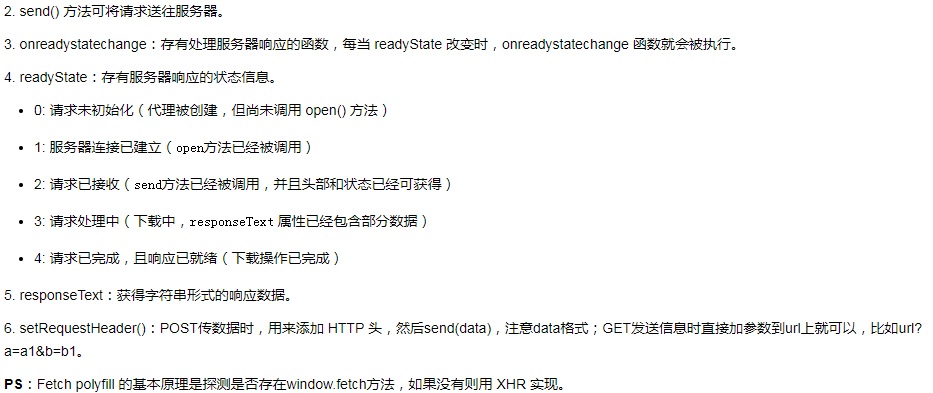 2. send() 方法可将请求送往服务器。
3. onreadystatechange：存有处理服务器响应的函数，每当 readyState 改变时，onreadystatechange 函数就会被执行。
4. readyState：存有服务器响应的状态信息。
• 0: 请求未初始化（代理被创建，但尚未调用 open() 方法）
• 1: 服务器连接已建立（open方法已经被调用）
• 2: 请求已接收（send方法已经被调用，并且头部和状态已经可获得）
• 3: 请求处理中（下载中，responseText 属性已经包含部分数据）
• 4: 请求已完成，且响应已就绪（下载操作已完成）
5. responseText：获得字符串形式的响应数据。
6. setRequestHeader()：POST传数据时，用来添加 HTTP 头，然后send(data)，注意data格式；GET发送信息时直接加参数到url上就可以，比如url?
a=a1&b=b1。
PS：Fetch polyfill 的基本原理是探测是否存在window.fetch方法，如果没有则用 XHR 实现。